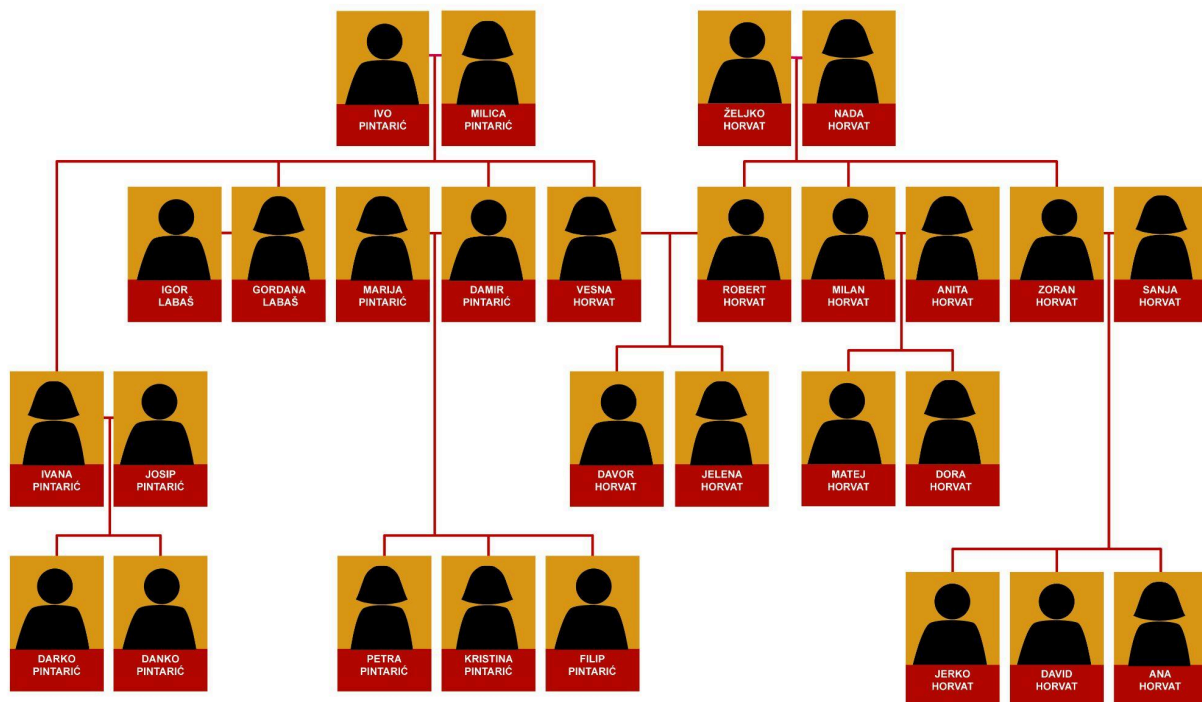 IVO
PINTARIĆ
MILICA
PINTARIĆ
ŽELJKO
HORVAT
NADA
HORVAT
IGOR
LABAŠ
GORDANA
LABAŠ
MARIJA
PINTARIĆ
DAMIR
PINTARIĆ
VESNA
HORVAT
ROBERT
HORVAT
MILAN
HORVAT
ANITA
HORVAT
ZORAN
HORVAT
SANJA
HORVAT
IVANA
PINTARIĆ
JOSIP
PINTARIĆ
DAVOR
HORVAT
JELENA
HORVAT
MATEJ
HORVAT
DORA
HORVAT
DARKO
PINTARIĆ
DANKO
PINTARIĆ
PETRA
PINTARIĆ
KRISTINA
PINTARIĆ
FILIP
PINTARIĆ
JERKO
HORVAT
DAVID
HORVAT
ANA
HORVAT